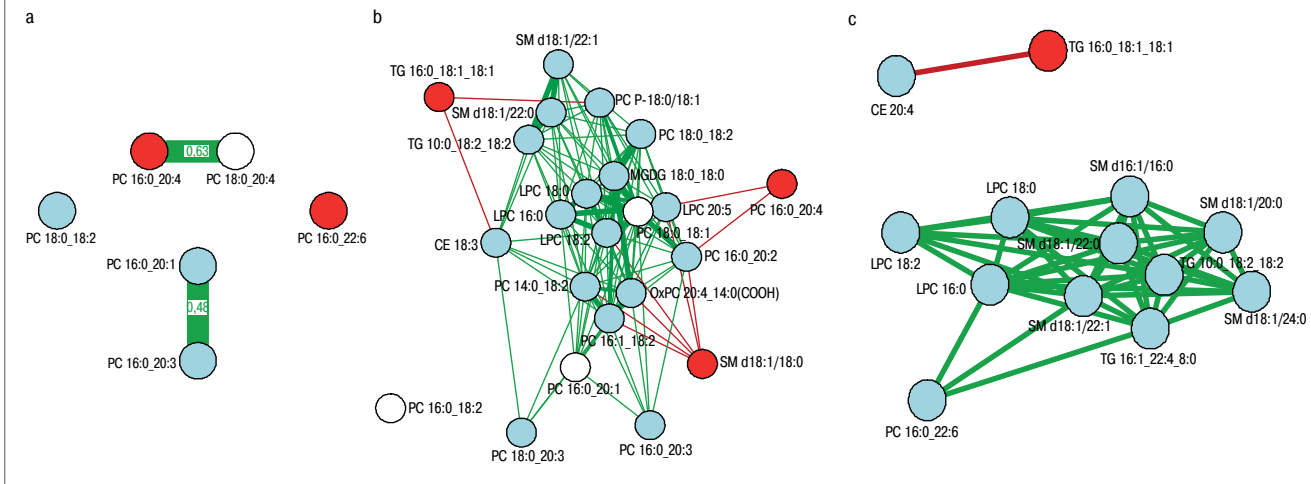 a
b
c
0.63
PC 16:0_20:4
PC 18:0_20:4
PC 18:0_18:2
PC 16:0_22:6
PC 16:0_20:1
0,48
PC 16:0_20:3
SM d18:1/22:1
TG 16:0_18:1_18:1
PC P-18:0/18:1
SM d18:1/22:0
PC 18:0_18:2
TG 10:0_18:2_18:2
MGDG 18:0_18:0
LPC 18:0
LPC 20:5
PC 16:0_20:4
LPC 16:0
PC 18:0_18:1
LPC 18:2
CE 18:3
PC 16:0_20:2
PC 14:0_18:2
OxPC 20:4_14:0(COOH)
PC 16:1_18:2
SM d18:1/18:0
PC 16:0_20:1
PC 16:0_18:2
PC 18:0_20:3
PC 16:0_20:3
TG 16:0_18:1_18:1
CE 20:4
SM d16:1/16:0
LPC 18:0
SM d18:1/20:0
SM d18:1/22:0
LPC 18:2
TG 10:0_18:2_18:2
LPC 16:0
SM d18:1/24:0
SM d18:1/22:1
TG 16:1_22:4_8:0
PC 16:0_22:6